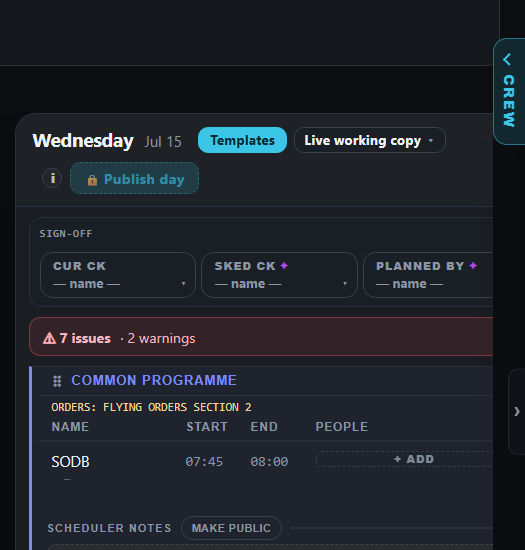 CREW
Wednesday Jul 15 Templates Live working copy
i Publish day
SIGN-OFF
CUR CK SKED CK PLANNED BY
— name — — name — — name —
7 issues · 2 warnings
COMMON PROGRAMME
ORDERS: FLYING ORDERS SECTION 2
NAME START END PEOPLE
SODB 07:45 08:00 + ADD
—
SCHEDULER NOTES MAKE PUBLIC